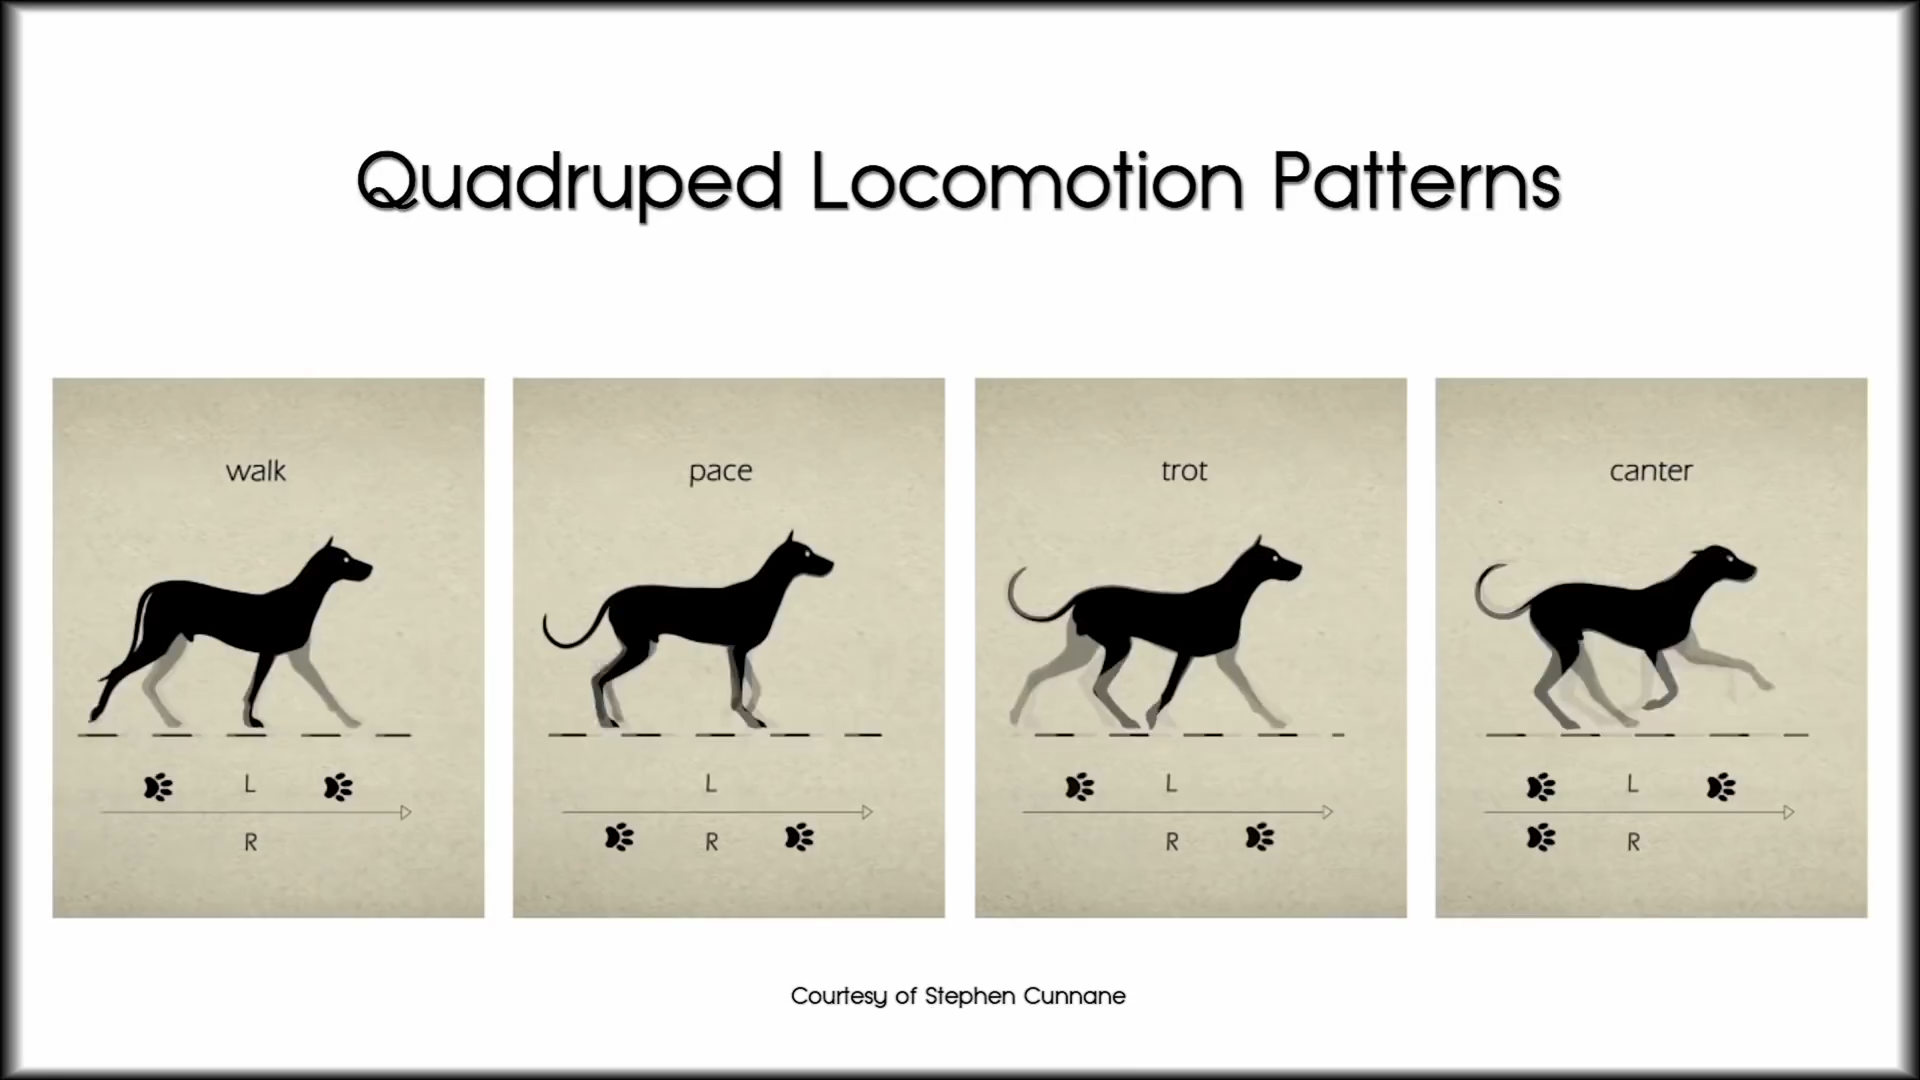 Quadruped Locomotion Patterns
walk
L
R
pace
L
R
trot
L
R
canter
L
R
Courtesy of Stephen Cunnane